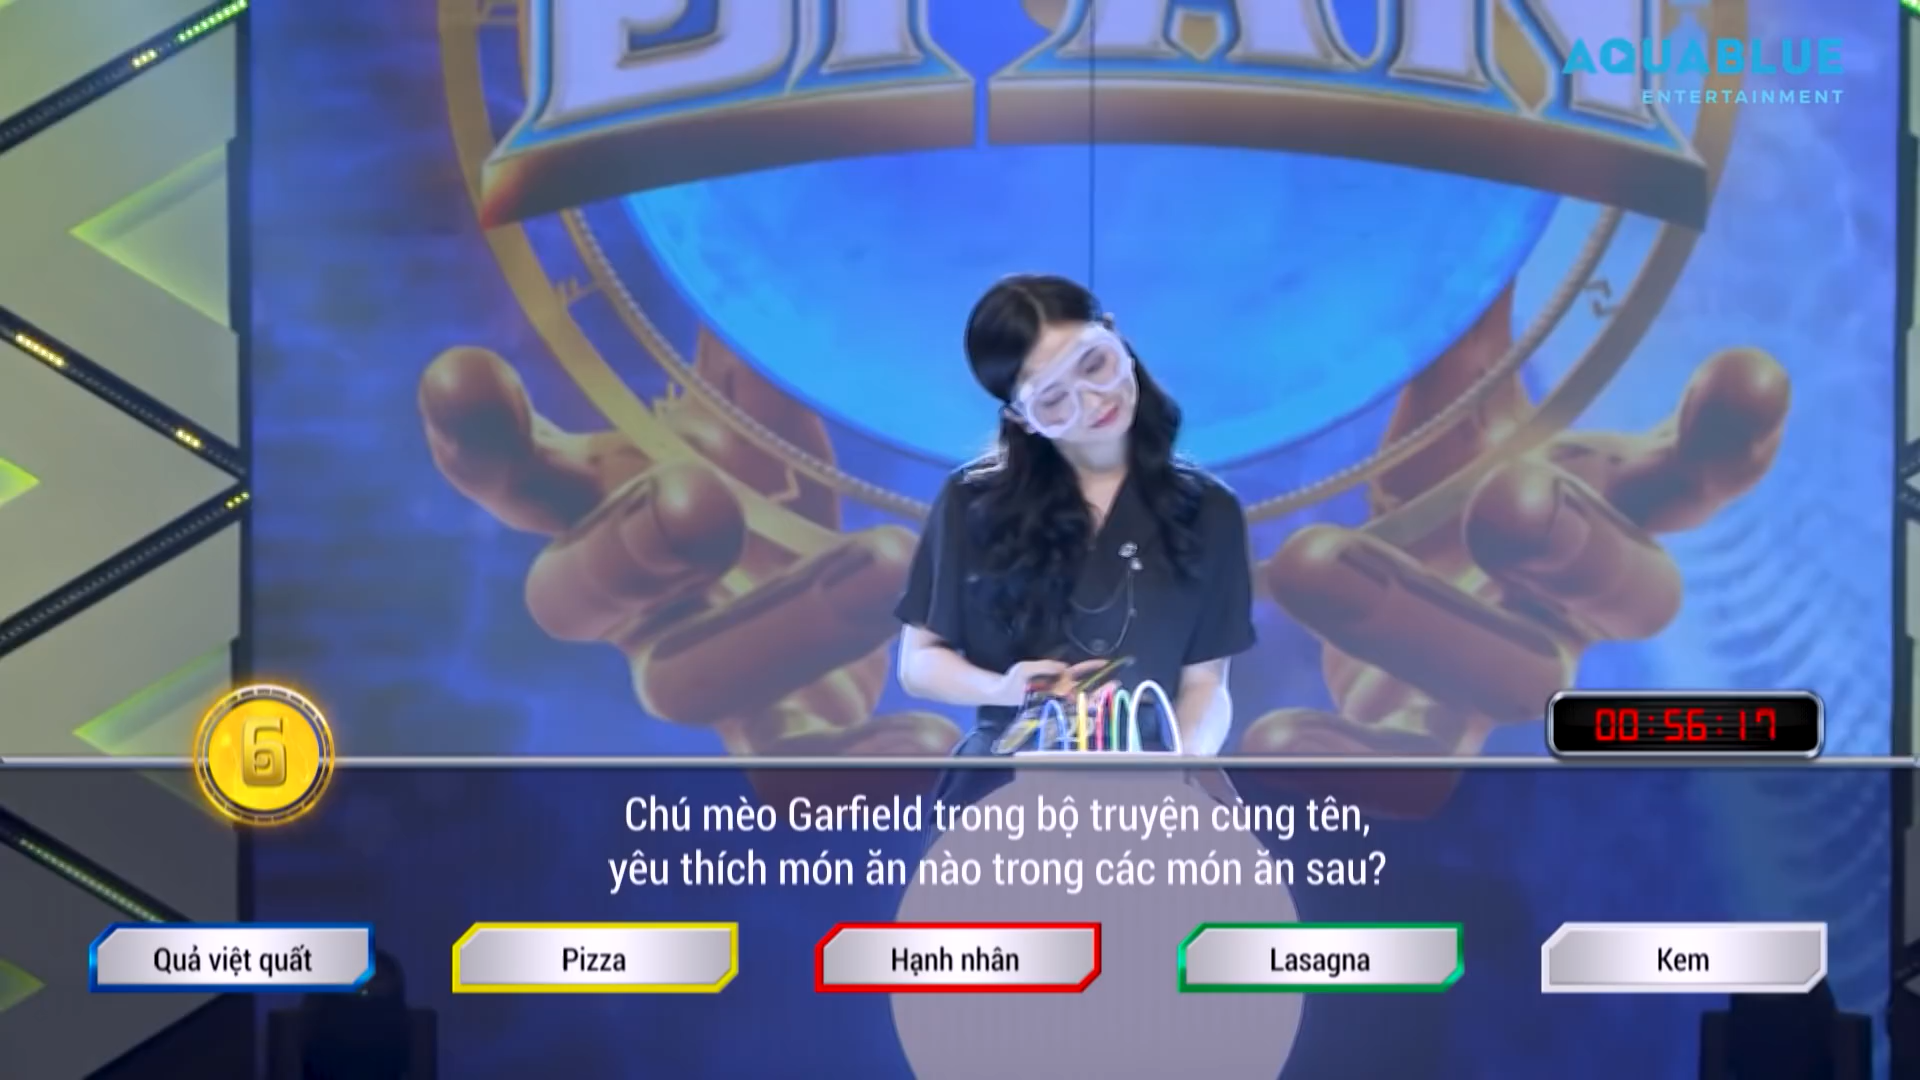 AQUABLUE
ENTERTAINMENT
6
00:56:17
Chú mèo Garfield trong bộ truyện cùng tên,
yêu thích món ăn nào trong các món ăn sau?
Quả việt quất
Pizza
Hạnh nhân
Lasagna
Kem